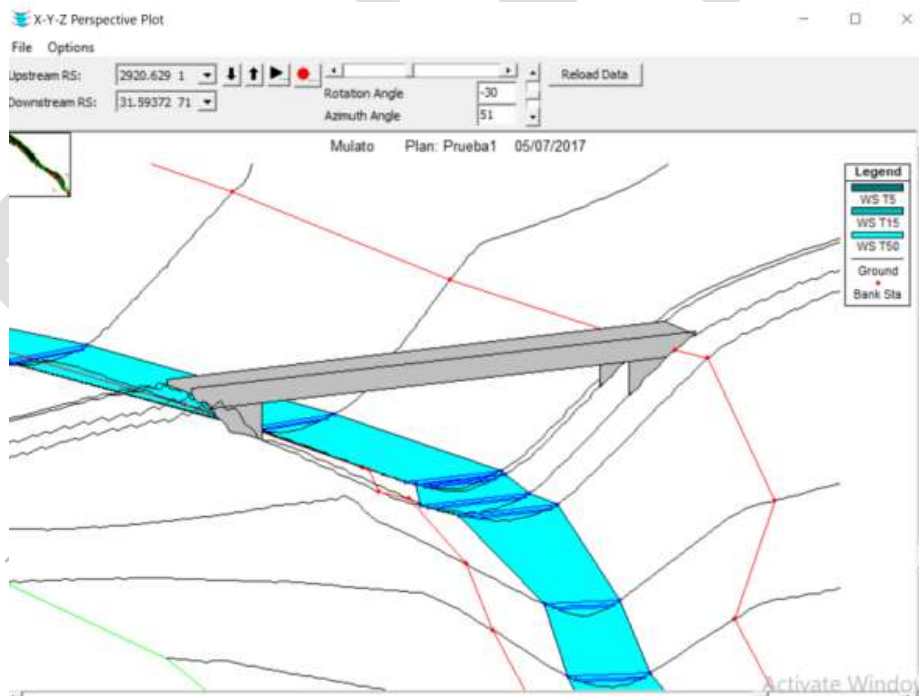 X-Y-Z Perspective Plot
File Options
Upstream RS: 2920.629 1
Downstream RS: 31.59372 71
Rotation Angle -30
Azimuth Angle 51
Reload Data
Mulato Plan: Prueba1 05/07/2017
Legend
WS T5
WS T15
WS T50
Ground
Bank Sta
Activate Window